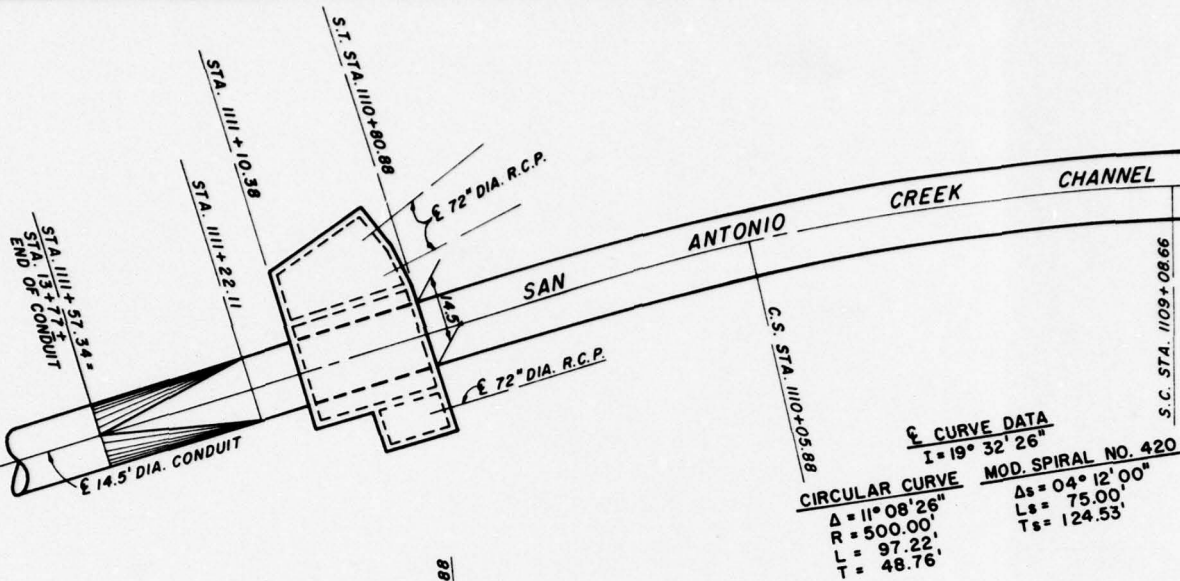 S.T. STA. 1110+80.88
STA. 1111+10.38
STA. 1111+22.11
STA. 1111+57.34=
STA. 13+77±
END OF CONDUIT
℄ 72" DIA. R.C.P.
14.5'
SAN ANTONIO CREEK CHANNEL
℄ 72" DIA. R.C.P.
℄ 14.5' DIA. CONDUIT
C.S. STA. 1110+05.88
S.C. STA. 1109+08.66
℄ CURVE DATA
I = 19° 32' 26"
CIRCULAR CURVE
Δ = 11° 08' 26"
R = 500.00'
L = 97.22'
T = 48.76'
MOD. SPIRAL NO. 420
Δs = 04° 12' 00"
Ls = 75.00'
Ts = 124.53'
88